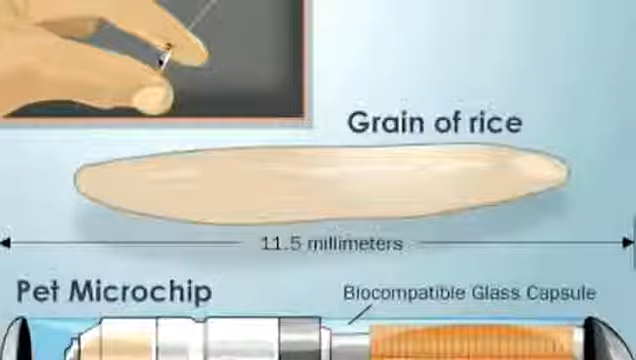 Grain of rice
11.5 millimeters
Pet Microchip
Biocompatible Glass Capsule